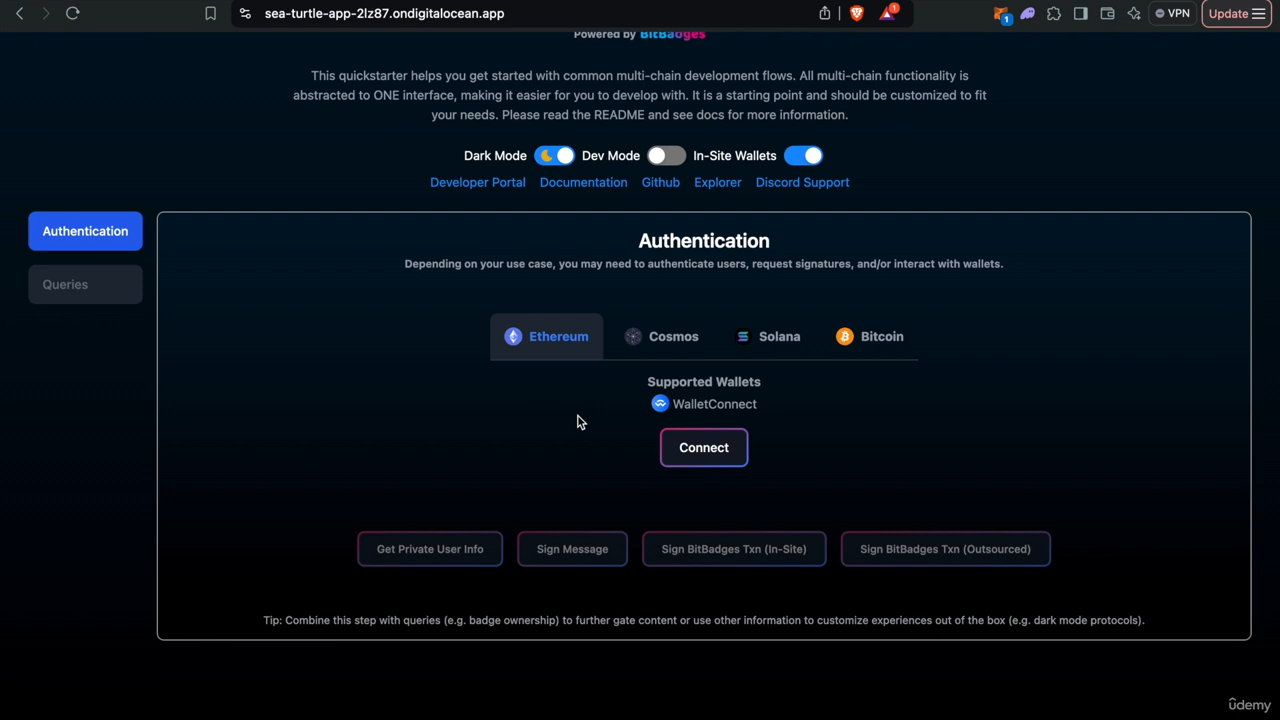 sea-turtle-app-2lz87.ondigitalocean.app
1
1
VPN
Update
Powered by BitBadges
This quickstarter helps you get started with common multi-chain development flows. All multi-chain functionality is
abstracted to ONE interface, making it easier for you to develop with. It is a starting point and should be customized to fit
your needs. Please read the README and see docs for more information.
Dark Mode Dev Mode In-Site Wallets
Developer Portal Documentation Github Explorer Discord Support
Authentication
Queries
Authentication
Depending on your use case, you may need to authenticate users, request signatures, and/or interact with wallets.
Ethereum Cosmos Solana Bitcoin
Supported Wallets
WalletConnect
Connect
Get Private User Info Sign Message Sign BitBadges Txn (In-Site) Sign BitBadges Txn (Outsourced)
Tip: Combine this step with queries (e.g. badge ownership) to further gate content or use other information to customize experiences out of the box (e.g. dark mode protocols).
ûdemy